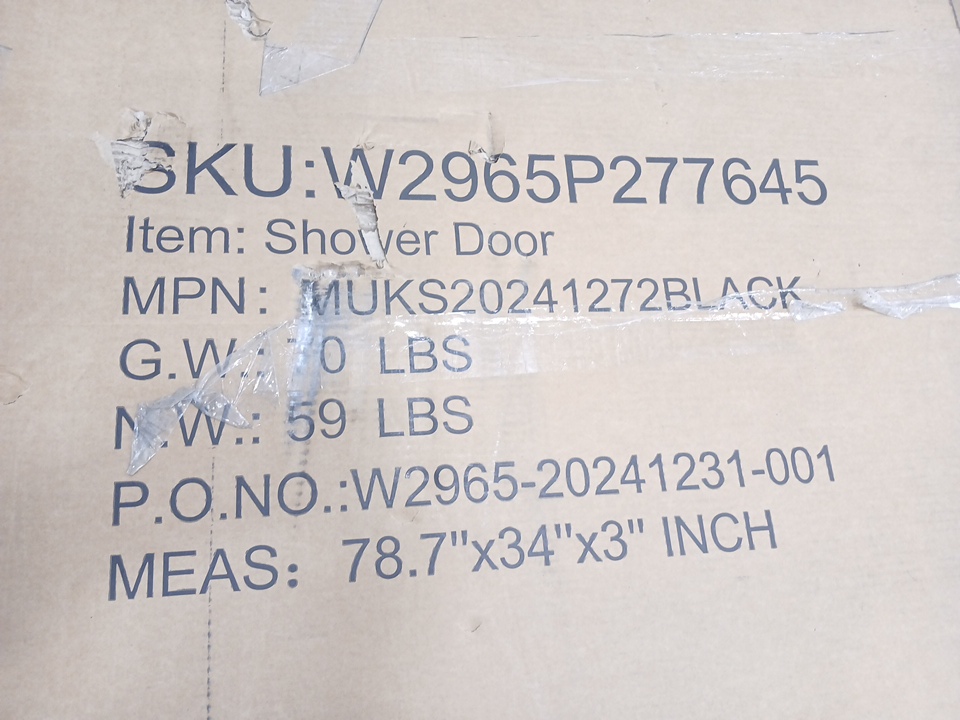 SKU:W2965P277645
Item: Shower Door
MPN: MUKS20241272BLACK
G.W.: 70 LBS
N.W.: 59 LBS
P.O.NO.:W2965-20241231-001
MEAS: 78.7"x34"x3" INCH